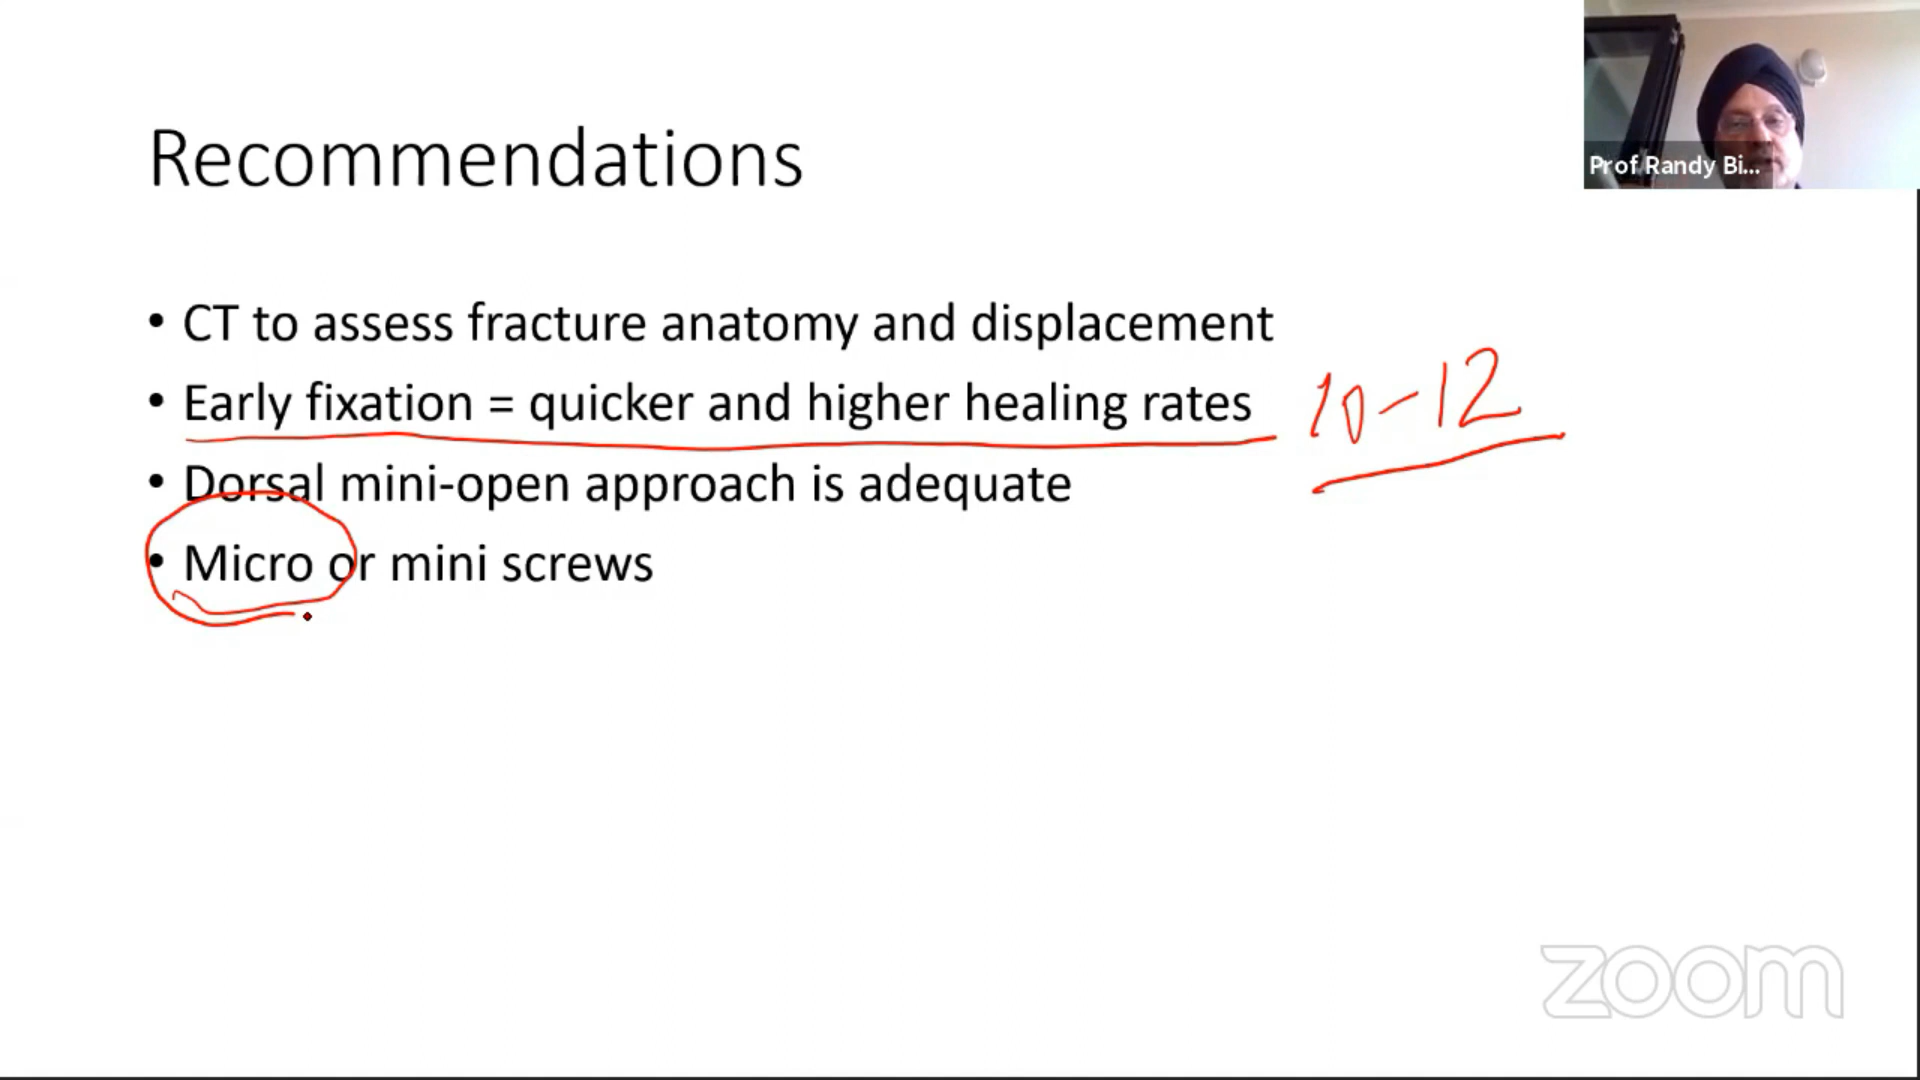 Prof Randy Bi...
Recommendations
• CT to assess fracture anatomy and displacement
• Early fixation = quicker and higher healing rates 10-12
• Dorsal mini-open approach is adequate
• Micro or mini screws
zoom